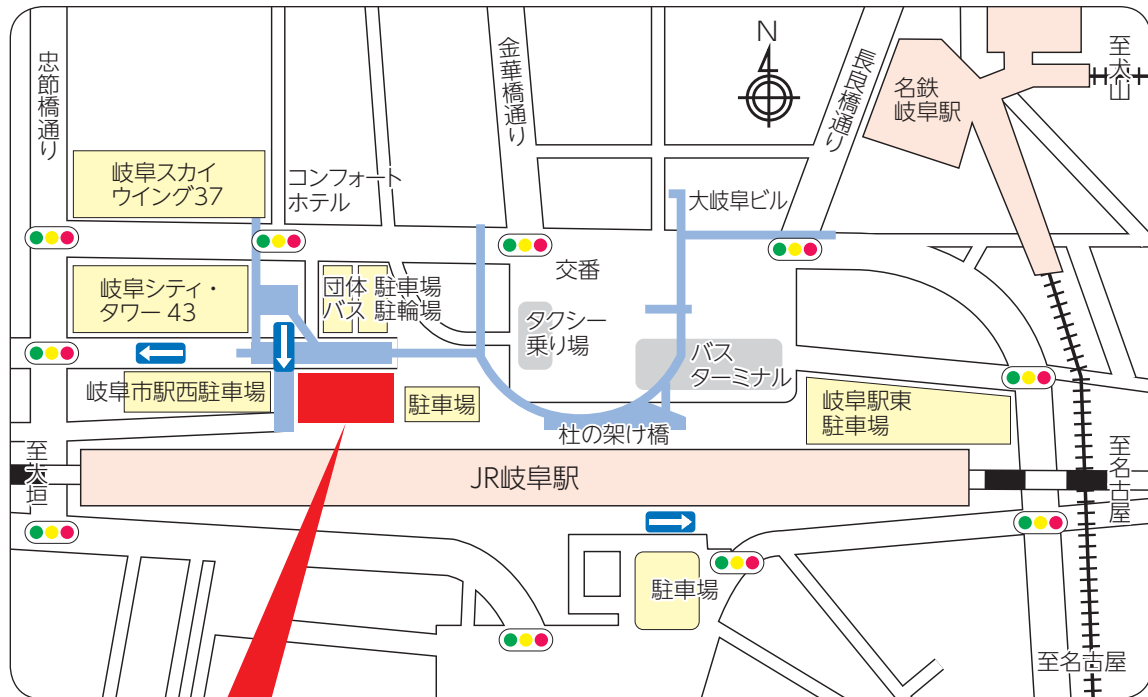 忠節橋通り
金華橋通り
N
長良橋通り
名鉄
岐阜駅
至犬山
岐阜スカイ
ウイング37
コンフォート
ホテル
大岐阜ビル
交番
岐阜シティ・
タワー 43
団体 駐車場
バス 駐輪場
タクシー
乗り場
バス
ターミナル
岐阜市駅西駐車場
駐車場
岐阜駅東
駐車場
杜の架け橋
至大垣
JR岐阜駅
至名古屋
駐車場
至名古屋